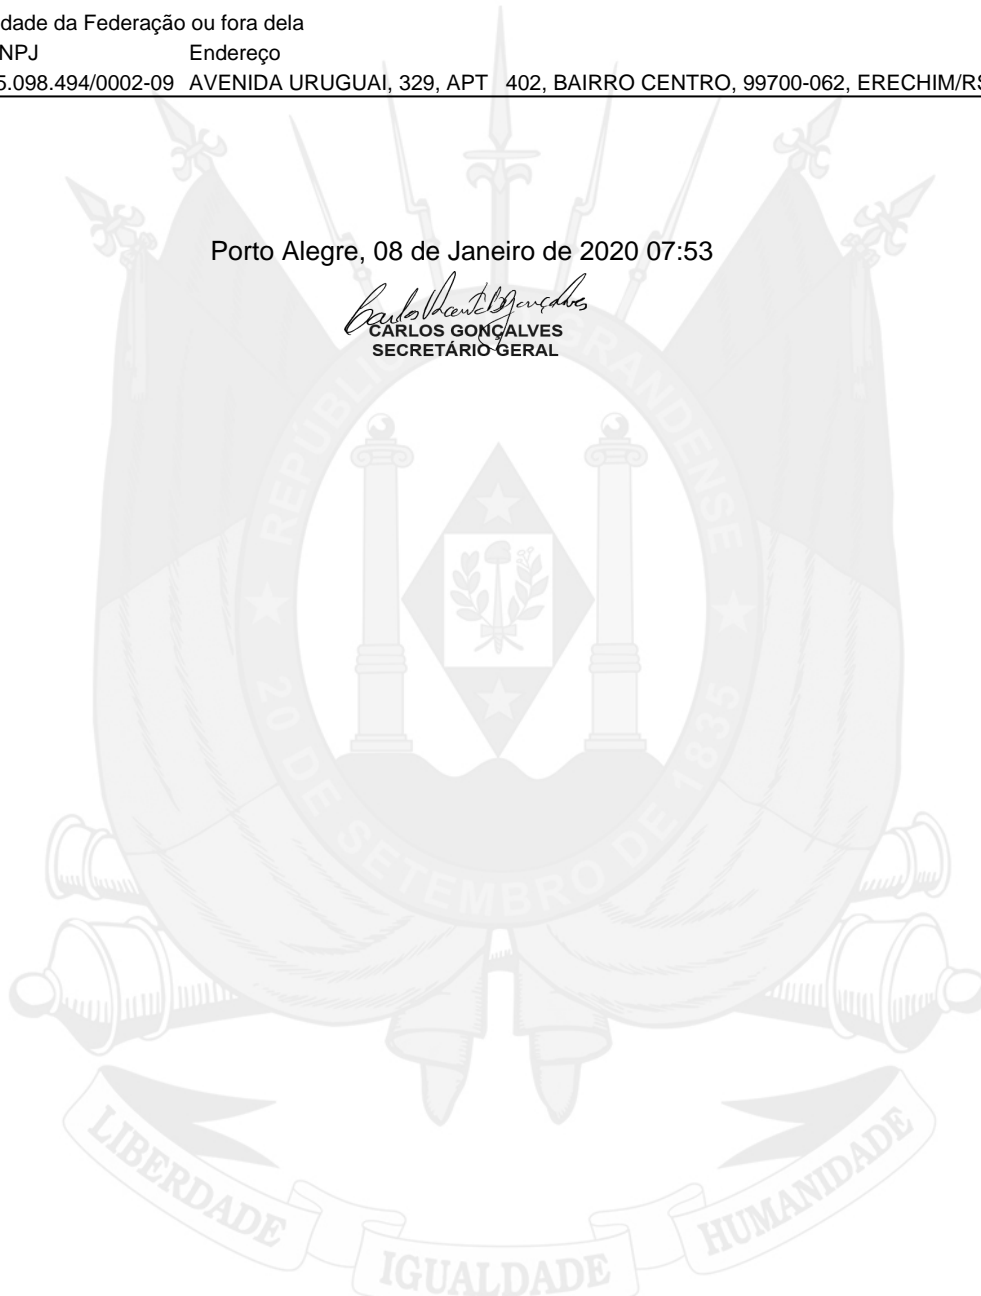 dade da Federação ou fora dela
NPJ Endereço
5.098.494/0002-09 AVENIDA URUGUAI, 329, APT 402, BAIRRO CENTRO, 99700-062, ERECHIM/RS
Porto Alegre, 08 de Janeiro de 2020 07:53
CARLOS GONÇALVES
SECRETÁRIO GERAL
REPÚBLICA RIO GRANDENSE
20 DE SETEMBRO DE 1835
LIBERDADE
IGUALDADE
HUMANIDADE